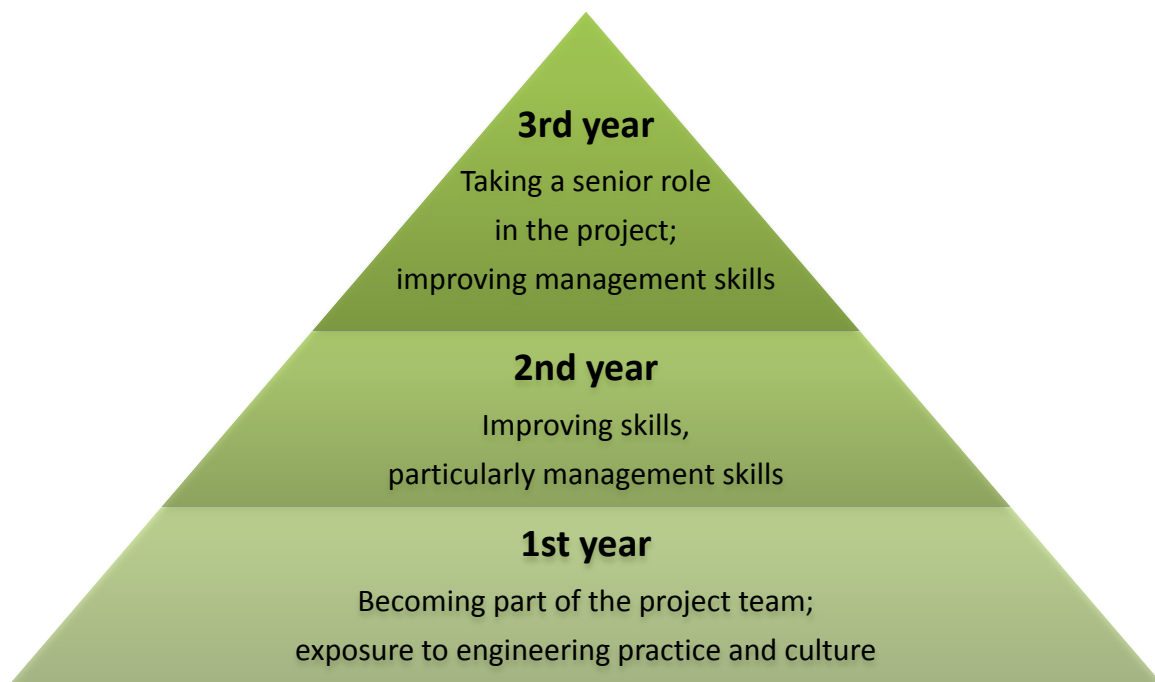 3rd year
Taking a senior role
in the project;
improving management skills
2nd year
Improving skills,
particularly management skills
1st year
Becoming part of the project team;
exposure to engineering practice and culture